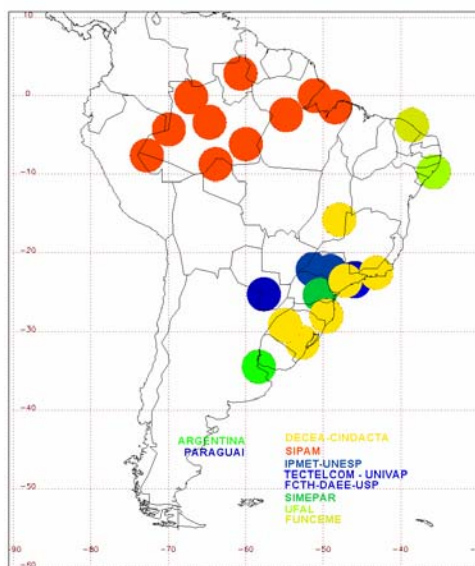 10
0
-10
-20
-30
-40
-50
-60
-90
-80
-70
-60
-50
-40
-30
ARGENTINA
PARAGUAI
DECEA-CINDACTA
SIPAM
IPMET-UNESP
TECTELCOM - UNIVAP
FCTH-DAEE-USP
SIMEPAR
UFAL
FUNCEME